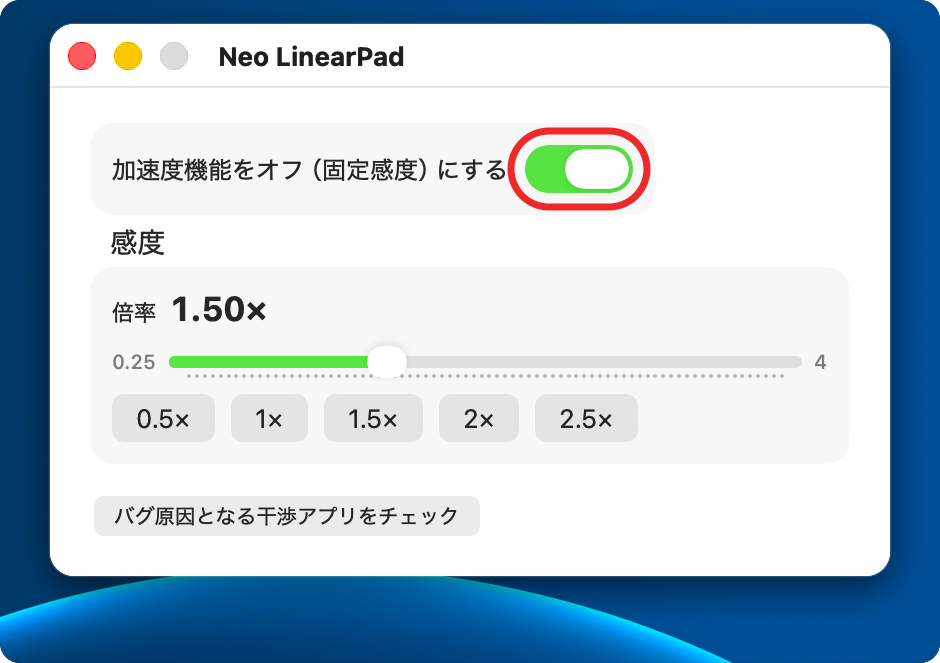 Neo LinearPad
加速度機能をオフ（固定感度）にする
感度
倍率 1.50×
0.25 4
0.5× 1× 1.5× 2× 2.5×
バグ原因となる干渉アプリをチェック